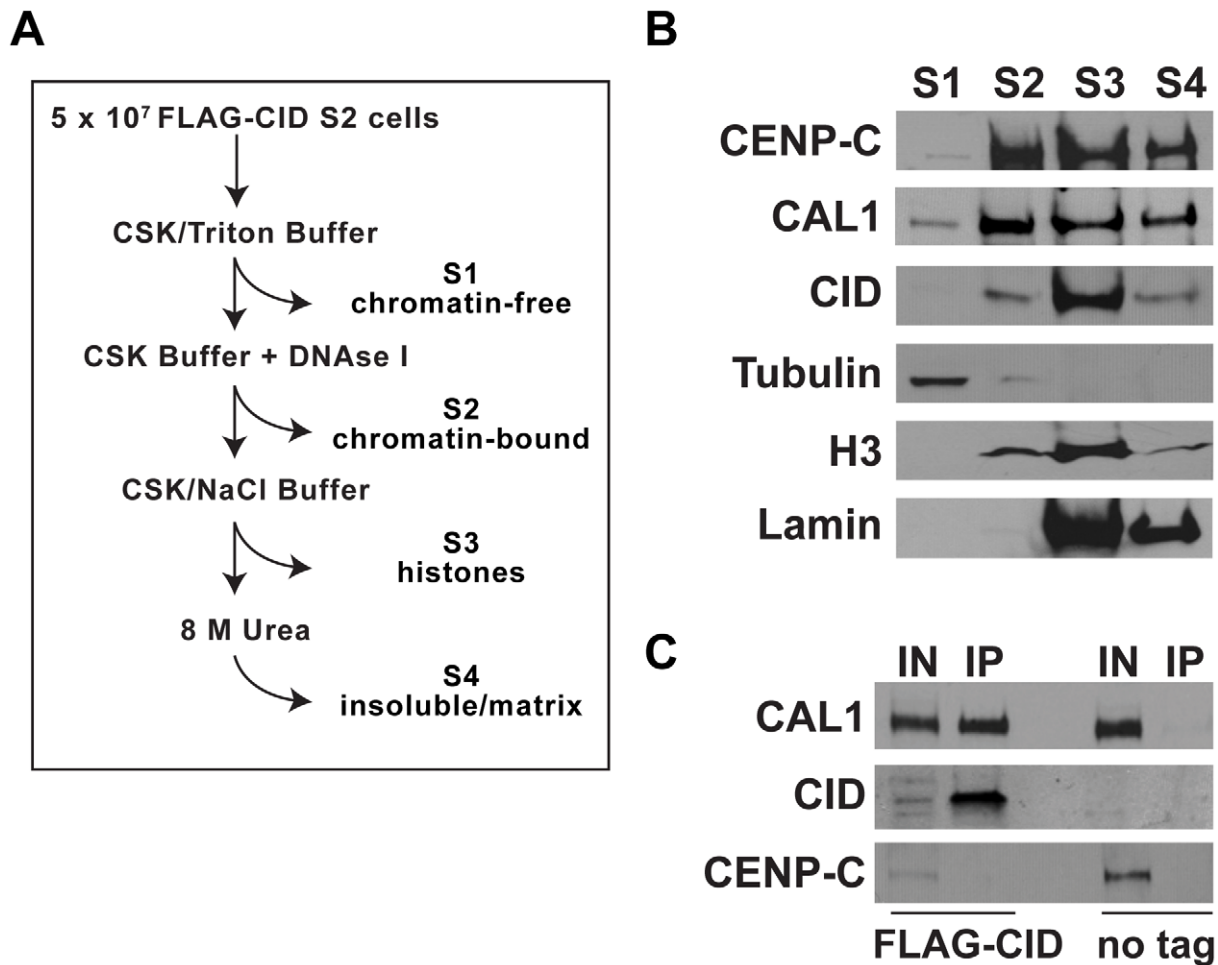 A
5 x 10⁷ FLAG-CID S2 cells
CSK/Triton Buffer
S1
chromatin-free
CSK Buffer + DNAse I
S2
chromatin-bound
CSK/NaCl Buffer
S3
histones
8 M Urea
S4
insoluble/matrix
B
S1 S2 S3 S4
CENP-C
CAL1
CID
Tubulin
H3
Lamin
C
IN IP IN IP
CAL1
CID
CENP-C
FLAG-CID no tag